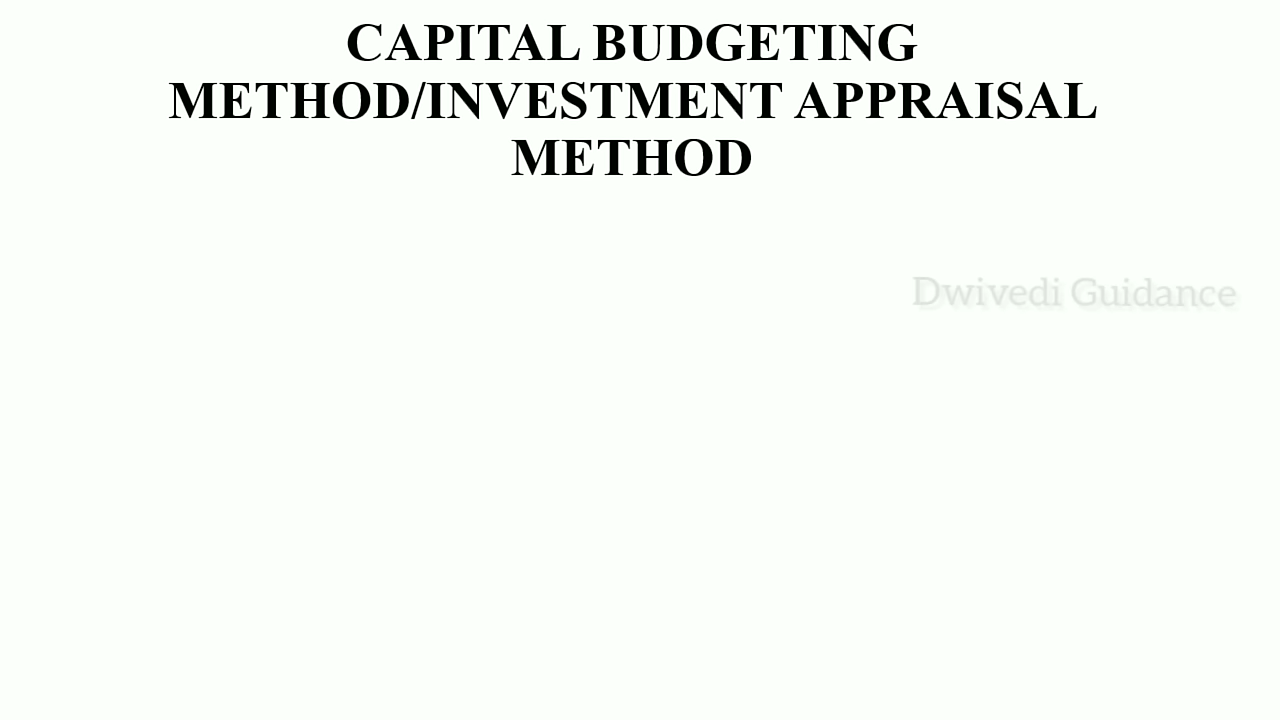 CAPITAL BUDGETING
METHOD/INVESTMENT APPRAISAL
METHOD
Dwivedi Guidance